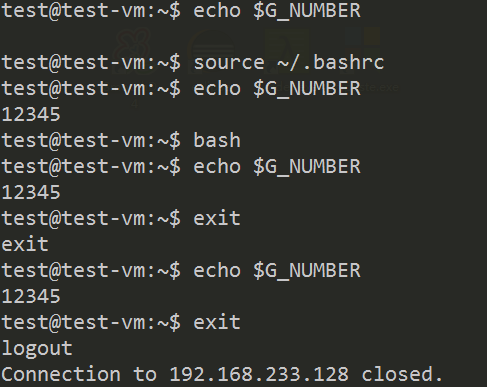 test@test-vm:~$ echo $G_NUMBER

test@test-vm:~$ source ~/.bashrc
test@test-vm:~$ echo $G_NUMBER
12345
test@test-vm:~$ bash
test@test-vm:~$ echo $G_NUMBER
12345
test@test-vm:~$ exit
exit
test@test-vm:~$ echo $G_NUMBER
12345
test@test-vm:~$ exit
logout
Connection to 192.168.233.128 closed.